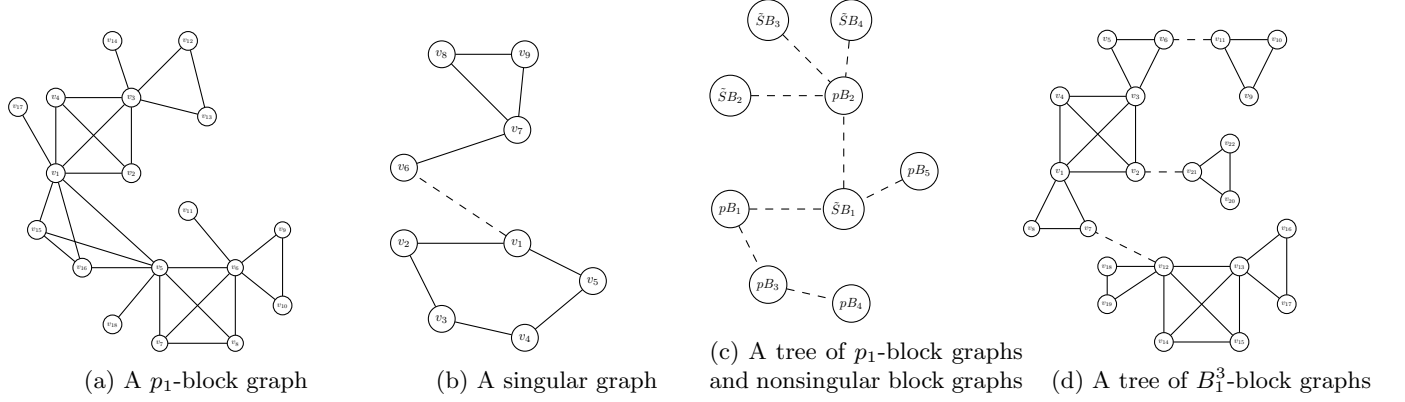 v₁₄
v₁₂
v₁₇
v₄
v₃
v₁₃
v₁
v₂
v₁₅
v₁₁
v₉
v₁₆
v₅
v₆
v₁₀
v₁₈
v₇
v₈
(a) A p₁-block graph
v₈
v₉
v₇
v₆
v₂
v₁
v₅
v₃
v₄
(b) A singular graph
S̃B₃
S̃B₄
S̃B₂
pB₂
pB₅
pB₁
S̃B₁
pB₃
pB₄
(c) A tree of p₁-block graphs
and nonsingular block graphs
v₅
v₆
v₁₁
v₁₀
v₄
v₃
v₉
v₂₂
v₁
v₂
v₂₁
v₂₀
v₈
v₇
v₁₆
v₁₈
v₁₂
v₁₃
v₁₉
v₁₇
v₁₄
v₁₅
(d) A tree of B₁³-block graphs